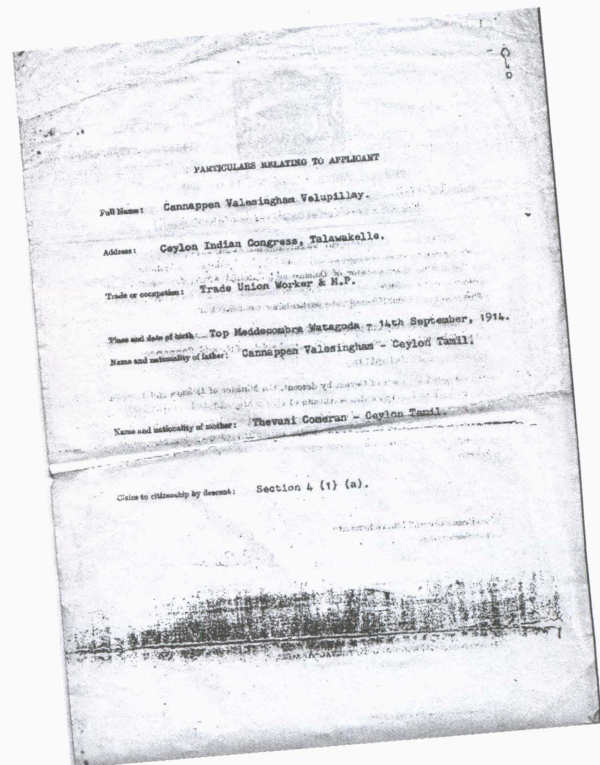 PARTICULARS RELATING TO APPLICANT
Full Name: Cannappen Valesingham Velupillay.
Address: Ceylon Indian Congress, Talawakelle.
Trade or occupation: Trade Union Worker & M.P.
Place and date of birth Top Meddecombra Watagoda - 14th September, 1914.
Name and nationality of father: Cannappen Valesingham - Ceylon Tamil.
Name and nationality of mother: Thevani Comeran - Ceylon Tamil.
Claim to citizenship by descent: Section 4 (1) (a).